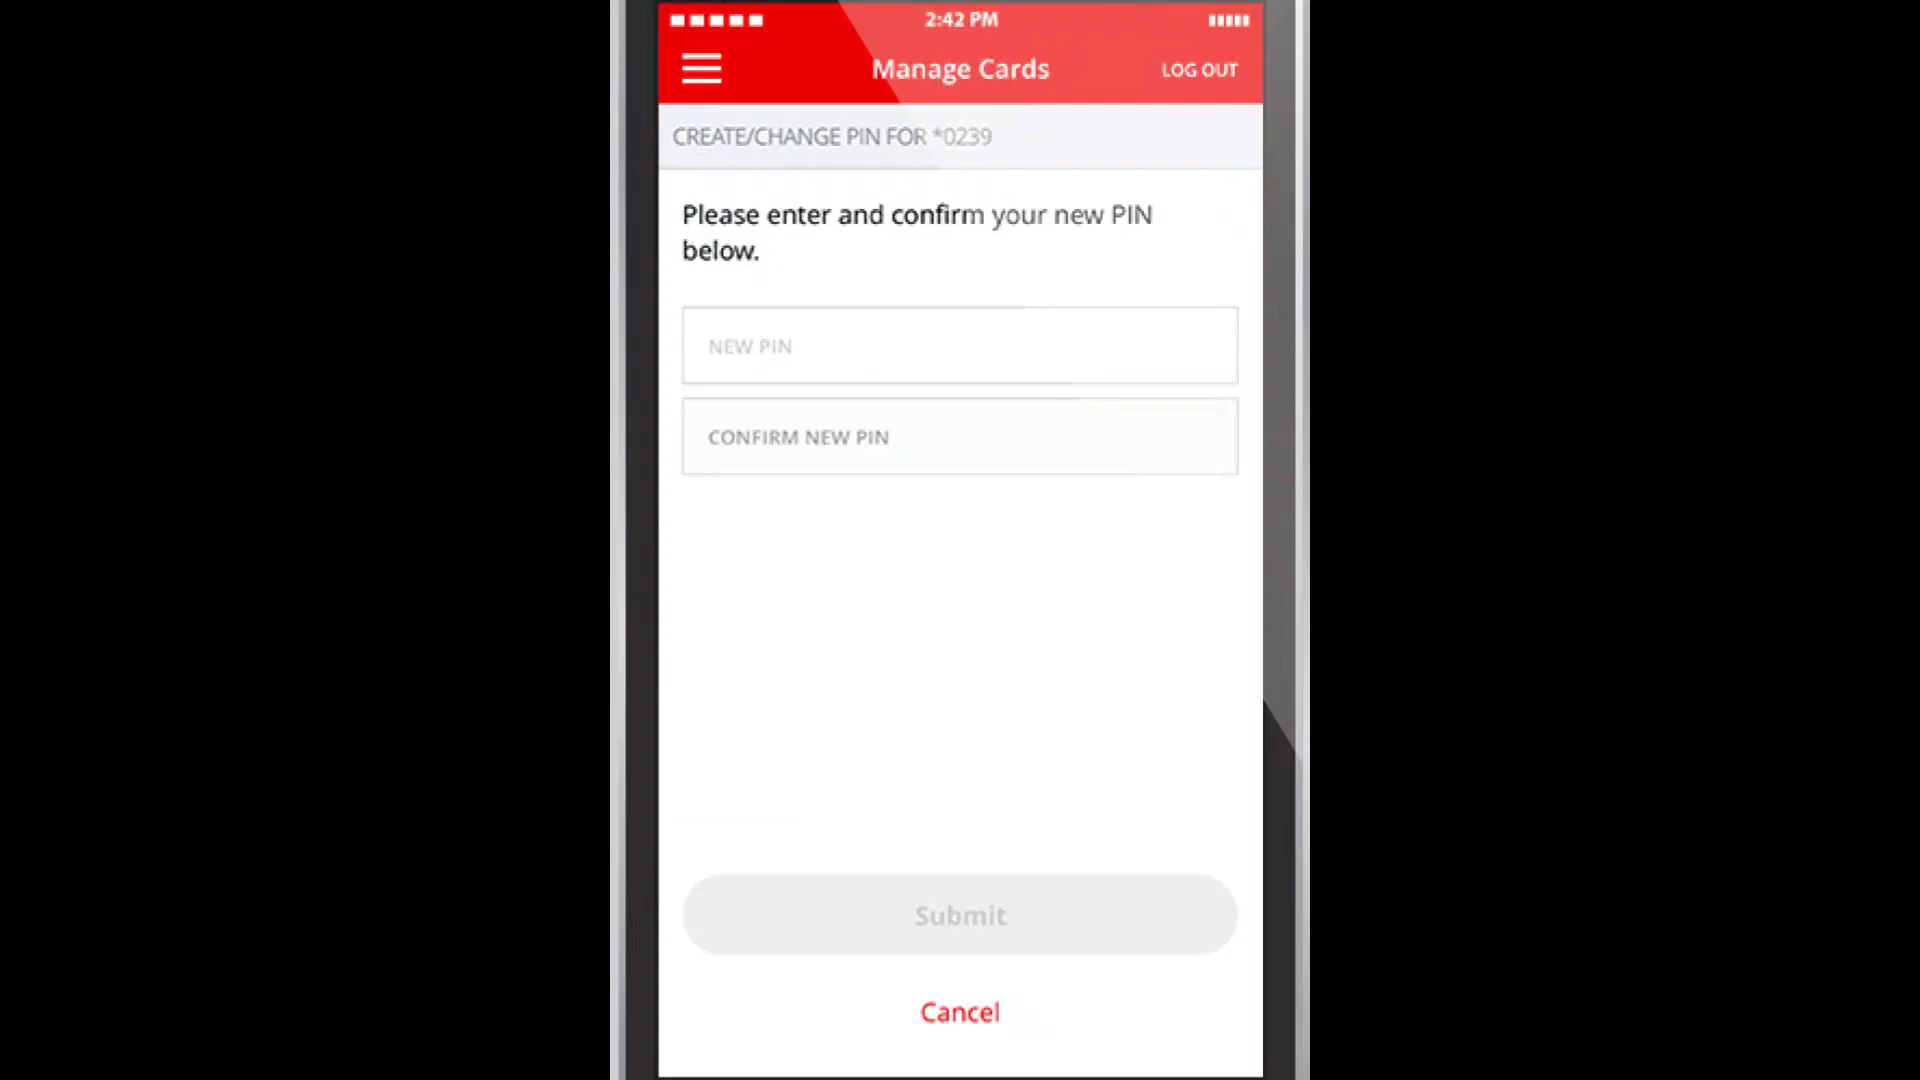 2:42 PM
Manage Cards
LOG OUT
CREATE/CHANGE PIN FOR *0239
Please enter and confirm your new PIN
below.
NEW PIN
CONFIRM NEW PIN
Submit
Cancel